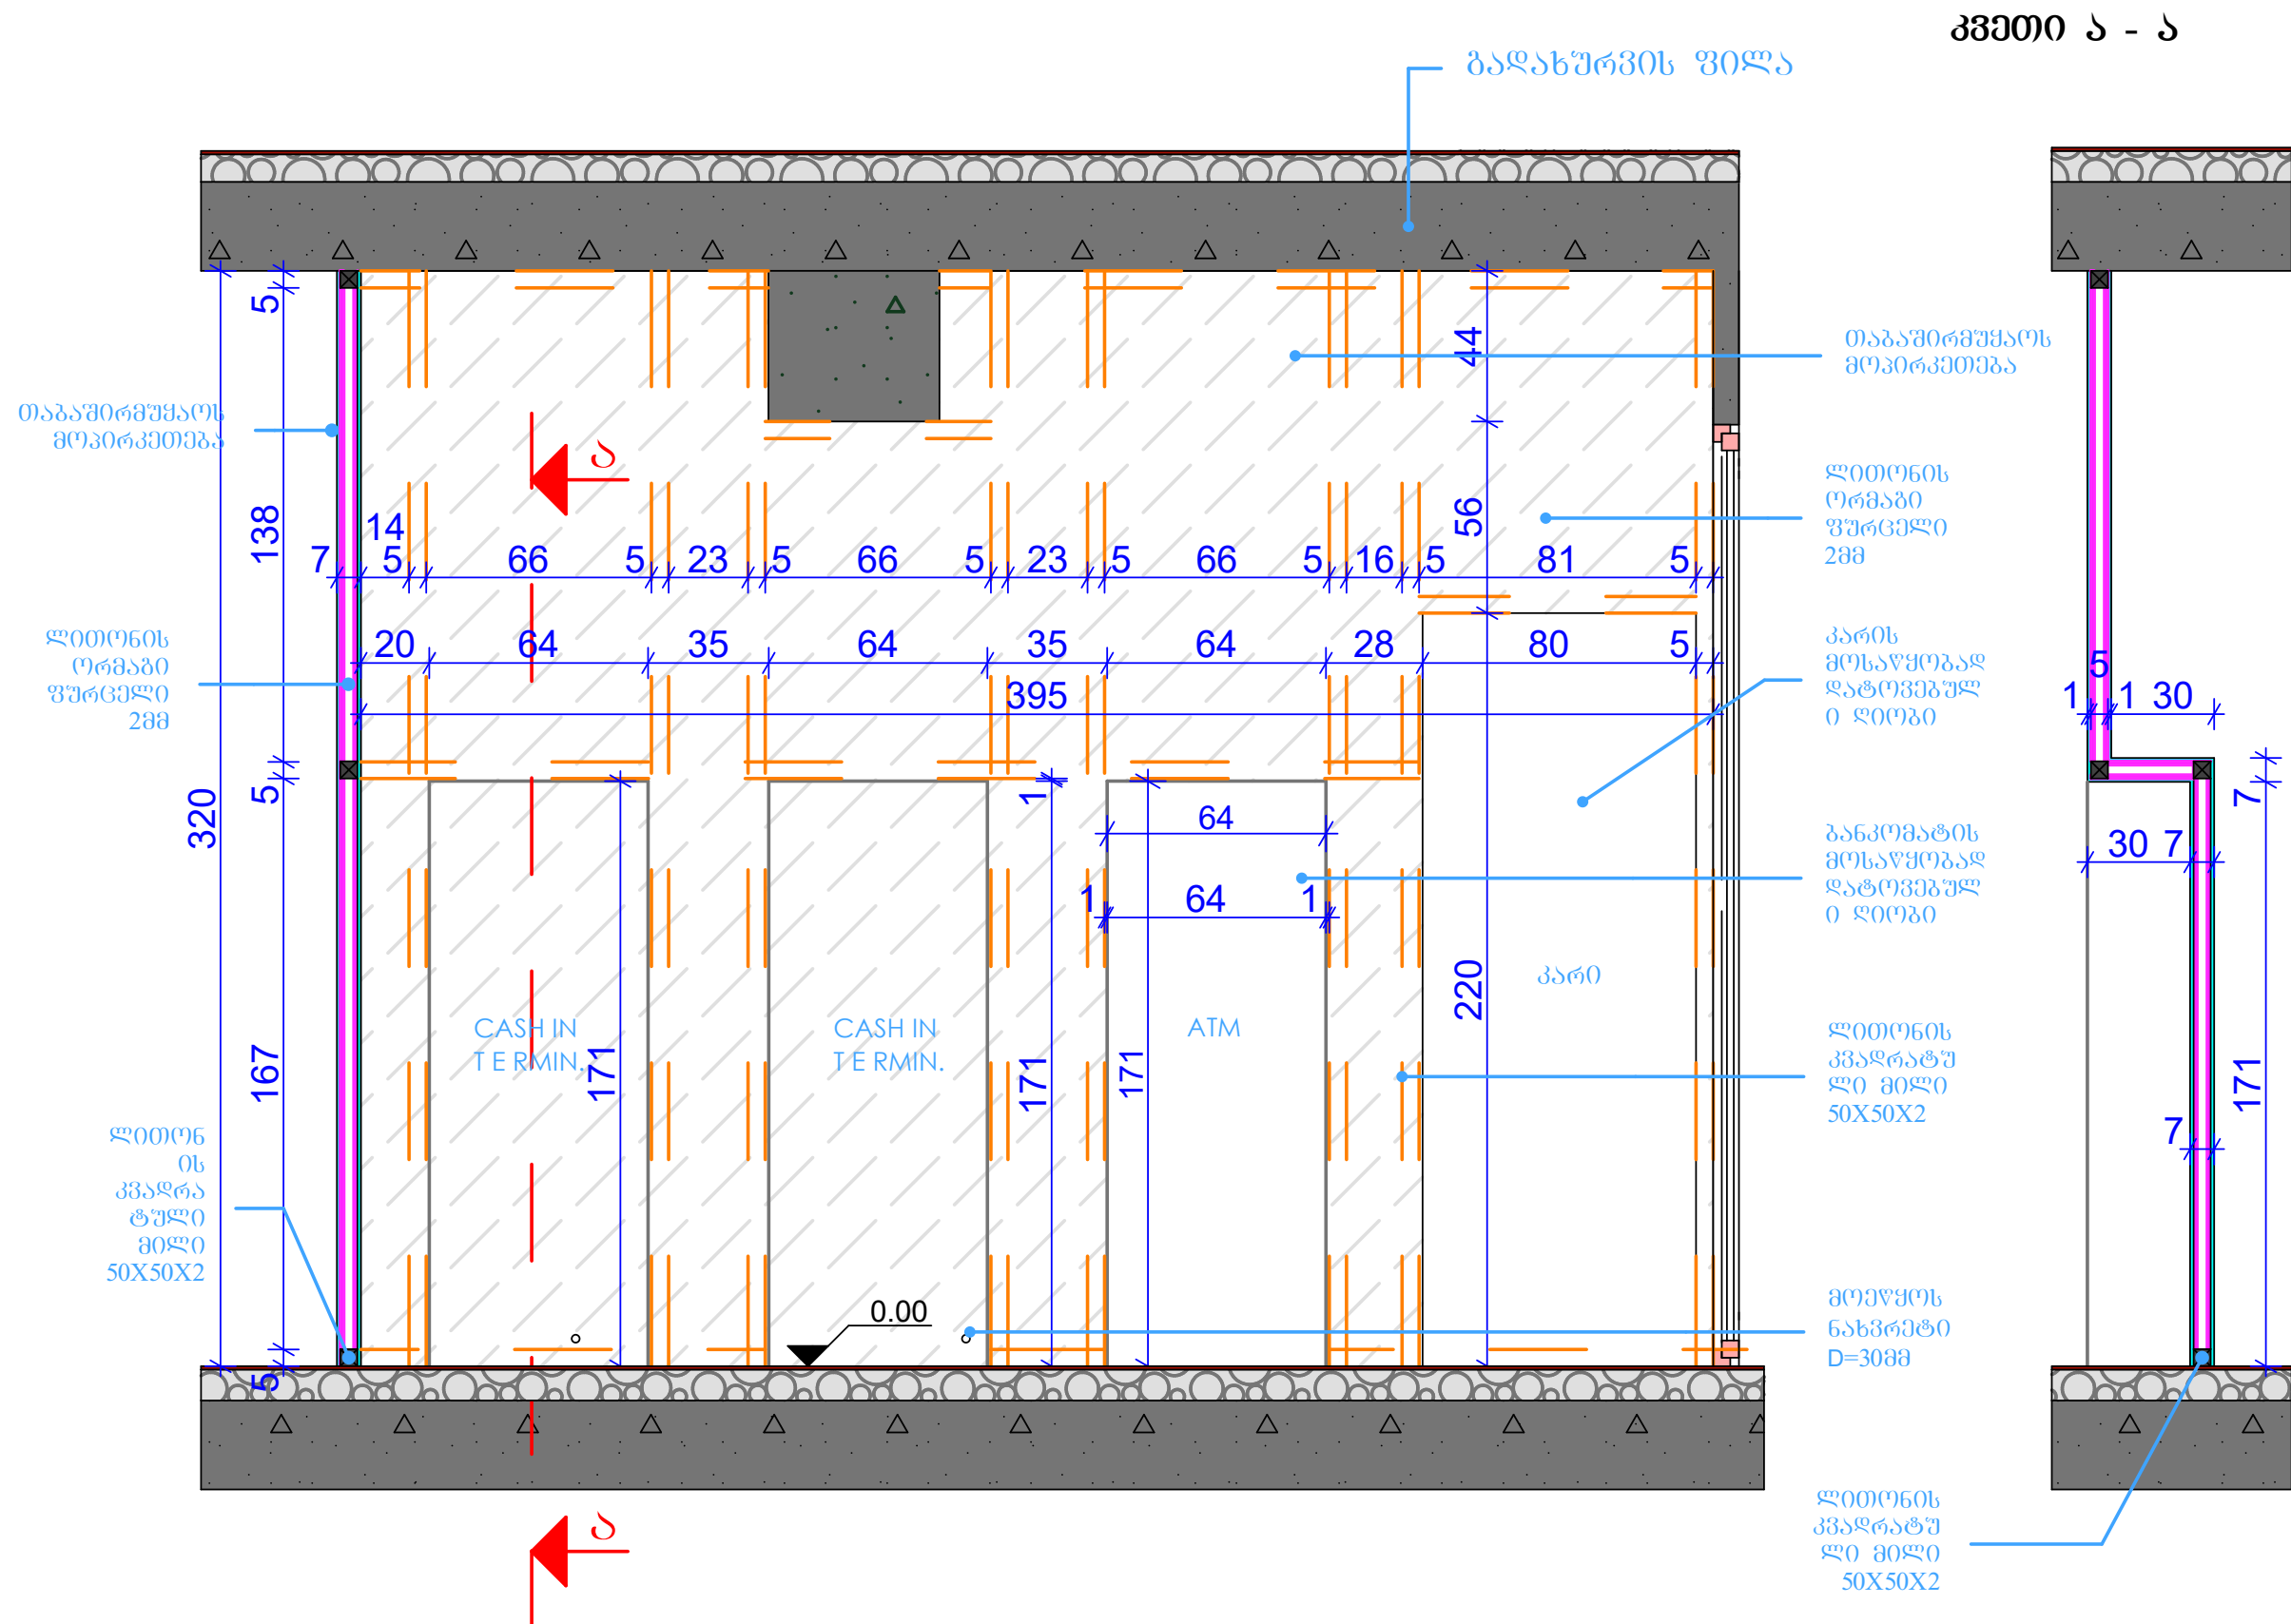 კვეთი ა - ა
გადახურვის ფილა
თაბაშირმუყაოს
მოპირკეთება
თაბაშირმუყაოს
მოპირკეთება
ლითონის
ორმაგი
ფურცელი
2მმ
ლითონის
ორმაგი
ფურცელი
2მმ
კარის
მოსაწყობად
დატოვებულ
ი ღიობი
ბანკომატის
მოსაწყობად
დატოვებულ
ი ღიობი
ლითონის
კვადრატუ
ლი მილი
50X50X2
ლითონ
ის
კვადრა
ტული
მილი
50X50X2
მოეწყოს
ნახვრეტი
D=30მმ
ლითონის
კვადრატუ
ლი მილი
50X50X2
ა
ა
CASH IN
TERMIN.
CASH IN
TERMIN.
ATM
კარი
0.00
320
5
138
5
167
5
14
7 5 66 5 23 5 66 5 23 5 66 5 16 5 81 5
20 64 35 64 35 64 28 80 5
395
44
56
220
64
1 64 1
1
171
171
171
5
1 1 30
7
30 7
171
7